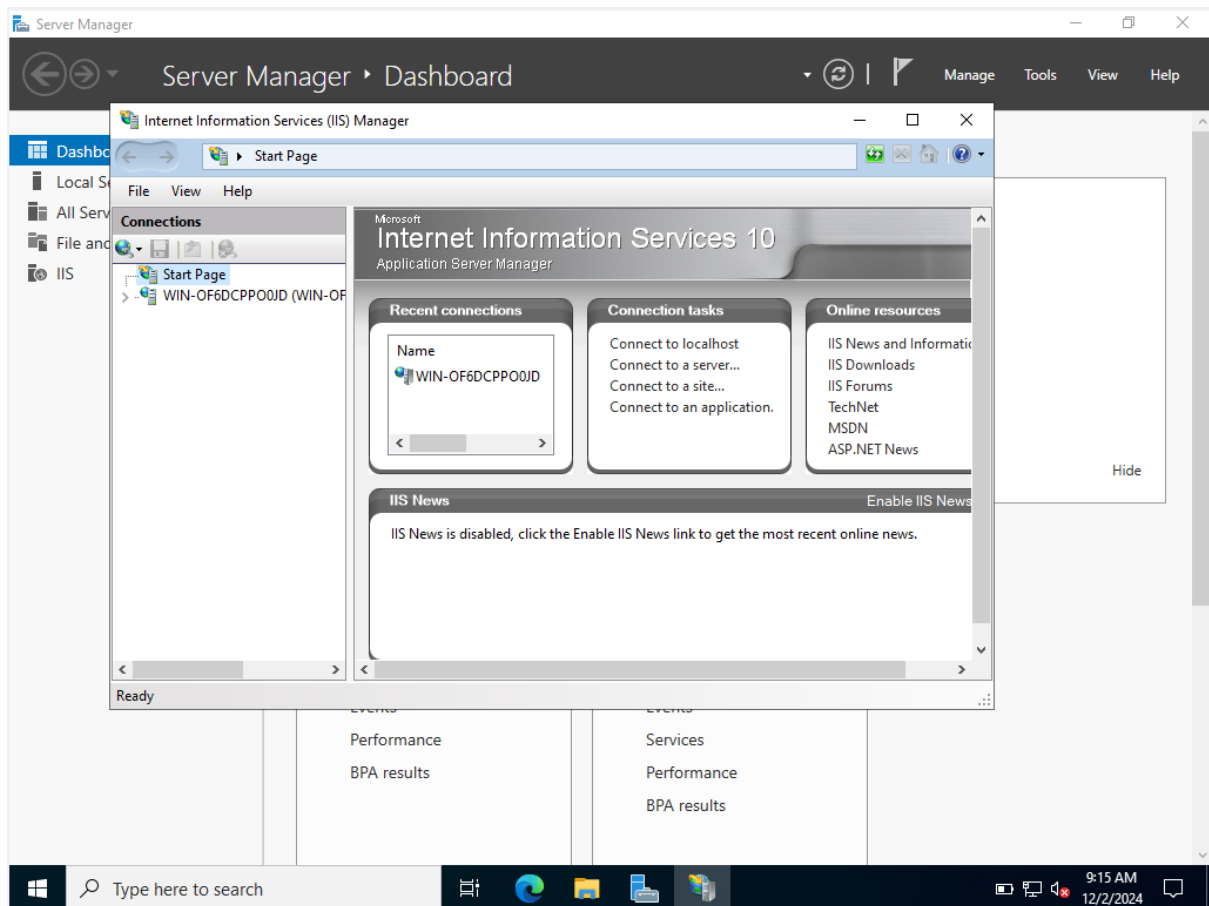 Server Manager
Server Manager ‣ Dashboard
Manage
Tools
View
Help
Internet Information Services (IIS) Manager
Start Page
File
View
Help
Dashbo
Local Se
All Serv
File and
IIS
Connections
Start Page
WIN-OF6DCPPO0JD (WIN-OF
Microsoft
Internet Information Services 10
Application Server Manager
Recent connections
Name
WIN-OF6DCPPO0JD
Connection tasks
Connect to localhost
Connect to a server...
Connect to a site...
Connect to an application.
Online resources
IIS News and Informatic
IIS Downloads
IIS Forums
TechNet
MSDN
ASP.NET News
IIS News
Enable IIS News
IIS News is disabled, click the Enable IIS News link to get the most recent online news.
Hide
Ready
Events
Performance
BPA results
Events
Services
Performance
BPA results
Type here to search
9:15 AM
12/2/2024